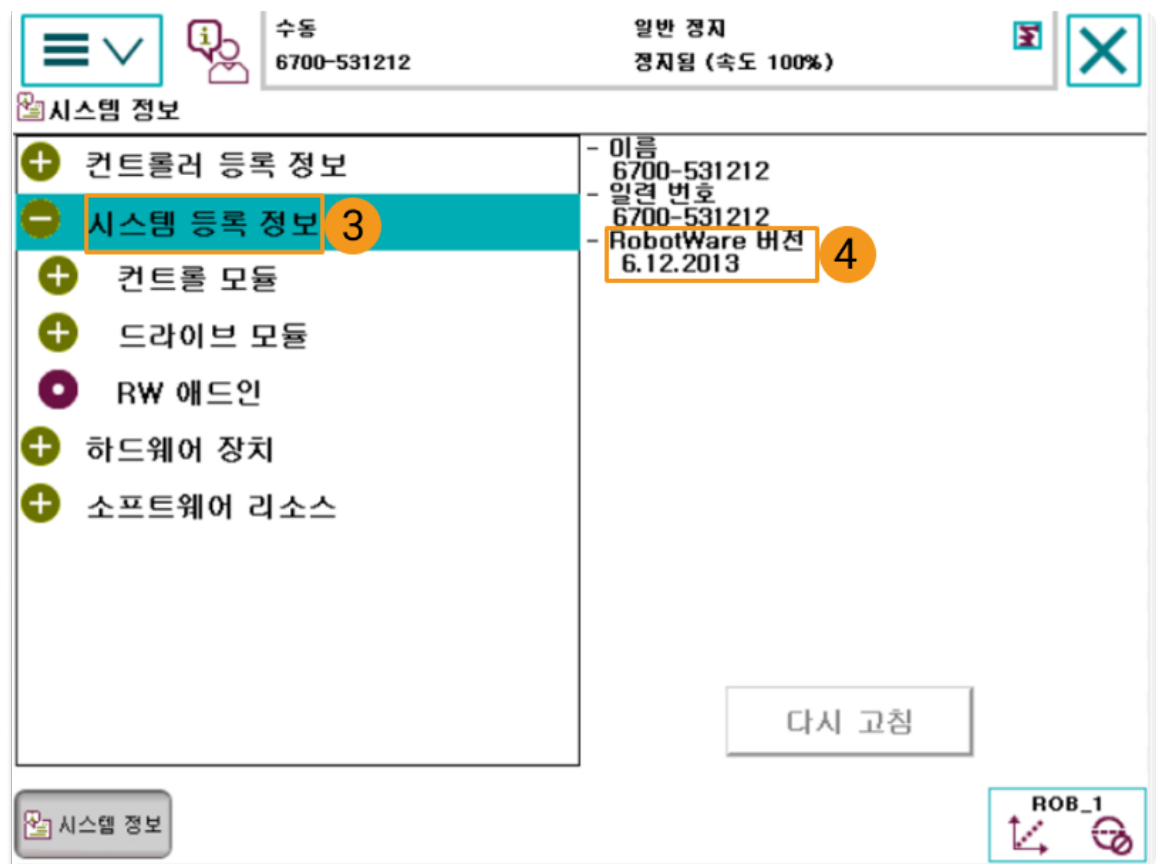 수동
6700-531212
일반 정지
정지됨 (속도 100%)
시스템 정보
컨트롤러 등록 정보
시스템 등록 정보
3
컨트롤 모듈
드라이브 모듈
RW 애드인
하드웨어 장치
소프트웨어 리소스
- 이름
6700-531212
- 일련 번호
6700-531212
- RobotWare 버전
6.12.2013
4
다시 고침
시스템 정보
ROB_1